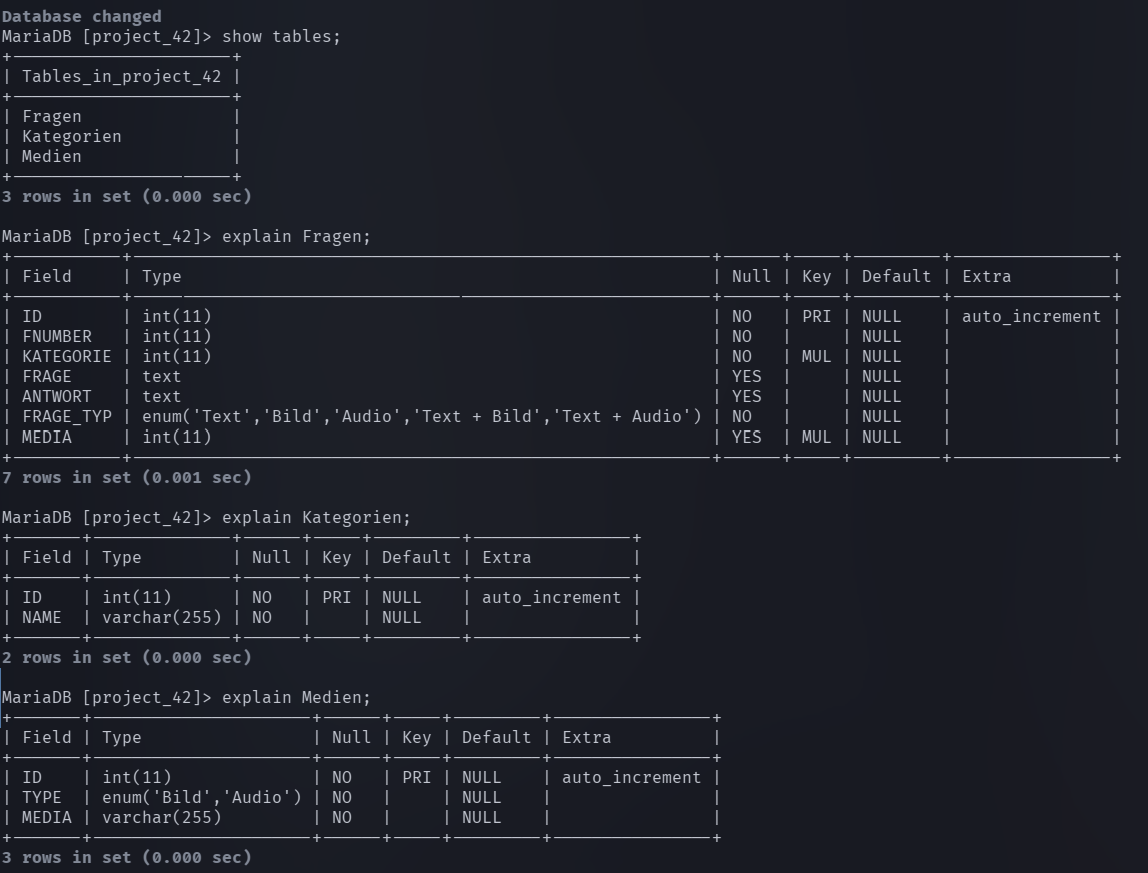 Database changed
MariaDB [project_42]> show tables;
+----------------------+
| Tables_in_project_42 |
+----------------------+
| Fragen               |
| Kategorien           |
| Medien               |
+----------------------+
3 rows in set (0.000 sec)
MariaDB [project_42]> explain Fragen;
+-----------+----------------------------------------------------------+------+-----+---------+----------------+
| Field     | Type                                                     | Null | Key | Default | Extra          |
+-----------+----------------------------------------------------------+------+-----+---------+----------------+
| ID        | int(11)                                                  | NO   | PRI | NULL    | auto_increment |
| FNUMBER   | int(11)                                                  | NO   |     | NULL    |                |
| KATEGORIE | int(11)                                                  | NO   | MUL | NULL    |                |
| FRAGE     | text                                                     | YES  |     | NULL    |                |
| ANTWORT   | text                                                     | YES  |     | NULL    |                |
| FRAGE_TYP | enum('Text','Bild','Audio','Text + Bild','Text + Audio') | NO   |     | NULL    |                |
| MEDIA     | int(11)                                                  | YES  | MUL | NULL    |                |
+-----------+----------------------------------------------------------+------+-----+---------+----------------+
7 rows in set (0.001 sec)
MariaDB [project_42]> explain Kategorien;
+-------+--------------+------+-----+---------+----------------+
| Field | Type         | Null | Key | Default | Extra          |
+-------+--------------+------+-----+---------+----------------+
| ID    | int(11)      | NO   | PRI | NULL    | auto_increment |
| NAME  | varchar(255) | NO   |     | NULL    |                |
+-------+--------------+------+-----+---------+----------------+
2 rows in set (0.000 sec)
MariaDB [project_42]> explain Medien;
+-------+----------------------+------+-----+---------+----------------+
| Field | Type                 | Null | Key | Default | Extra          |
+-------+----------------------+------+-----+---------+----------------+
| ID    | int(11)              | NO   | PRI | NULL    | auto_increment |
| TYPE  | enum('Bild','Audio') | NO   |     | NULL    |                |
| MEDIA | varchar(255)         | NO   |     | NULL    |                |
+-------+----------------------+------+-----+---------+----------------+
3 rows in set (0.000 sec)